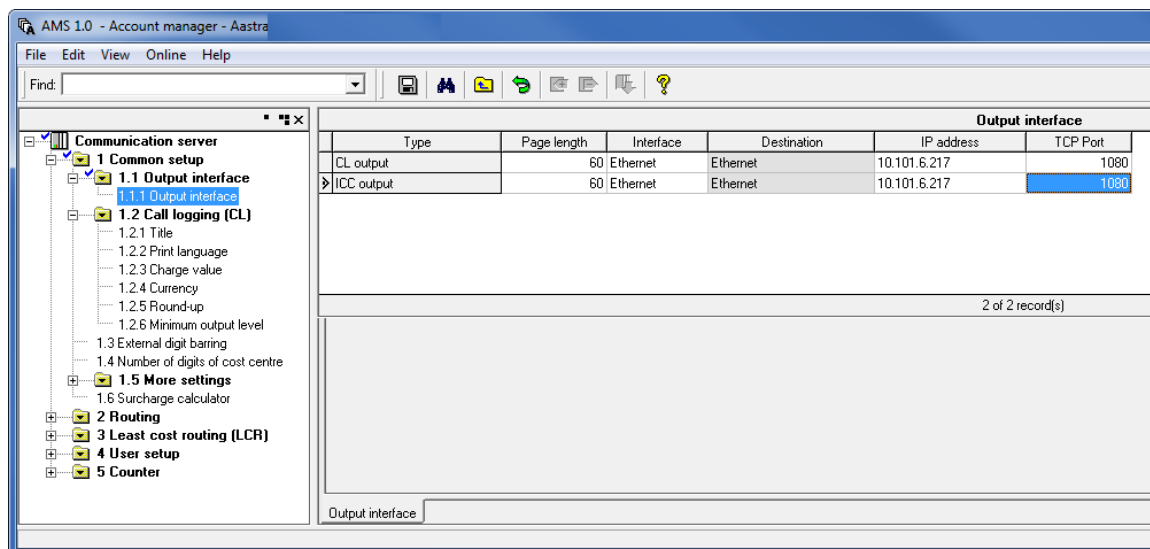 AMS 1.0 - Account manager - Aastra
File Edit View Online Help
Find:
Communication server
1 Common setup
1.1 Output interface
1.1.1 Output interface
1.2 Call logging (CL)
1.2.1 Title
1.2.2 Print language
1.2.3 Charge value
1.2.4 Currency
1.2.5 Round-up
1.2.6 Minimum output level
1.3 External digit barring
1.4 Number of digits of cost centre
1.5 More settings
1.6 Surcharge calculator
2 Routing
3 Least cost routing (LCR)
4 User setup
5 Counter
Output interface
Type Page length Interface Destination IP address TCP Port
CL output 60 Ethernet Ethernet 10.101.6.217 1080
ICC output 60 Ethernet Ethernet 10.101.6.217 1080
2 of 2 record(s)
Output interface